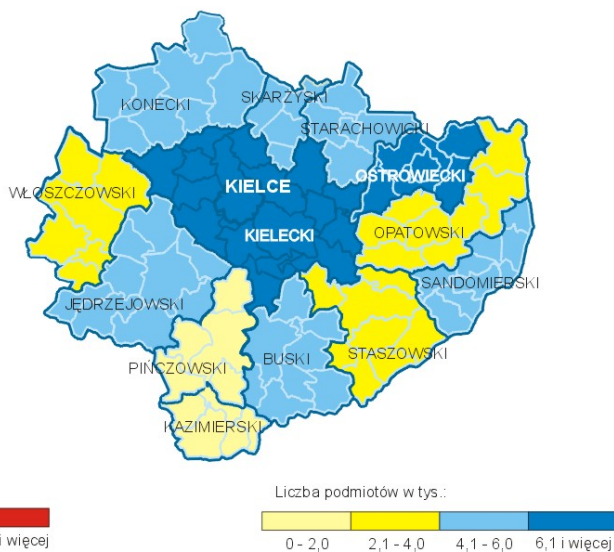 KONECKI
SKARŻYSKI
STARACHOWICKI
OSTROWIECKI
WŁOSZCZOWSKI
KIELCE
KIELECKI
OPATOWSKI
SANDOMIERSKI
JĘDRZEJOWSKI
PIŃCZOWSKI
BUSKI
STASZOWSKI
KAZIMIERSKI
Liczba podmiotów w tys.:
i więcej
0 - 2,0 2,1 - 4,0 4,1 - 6,0 6,1 i więcej